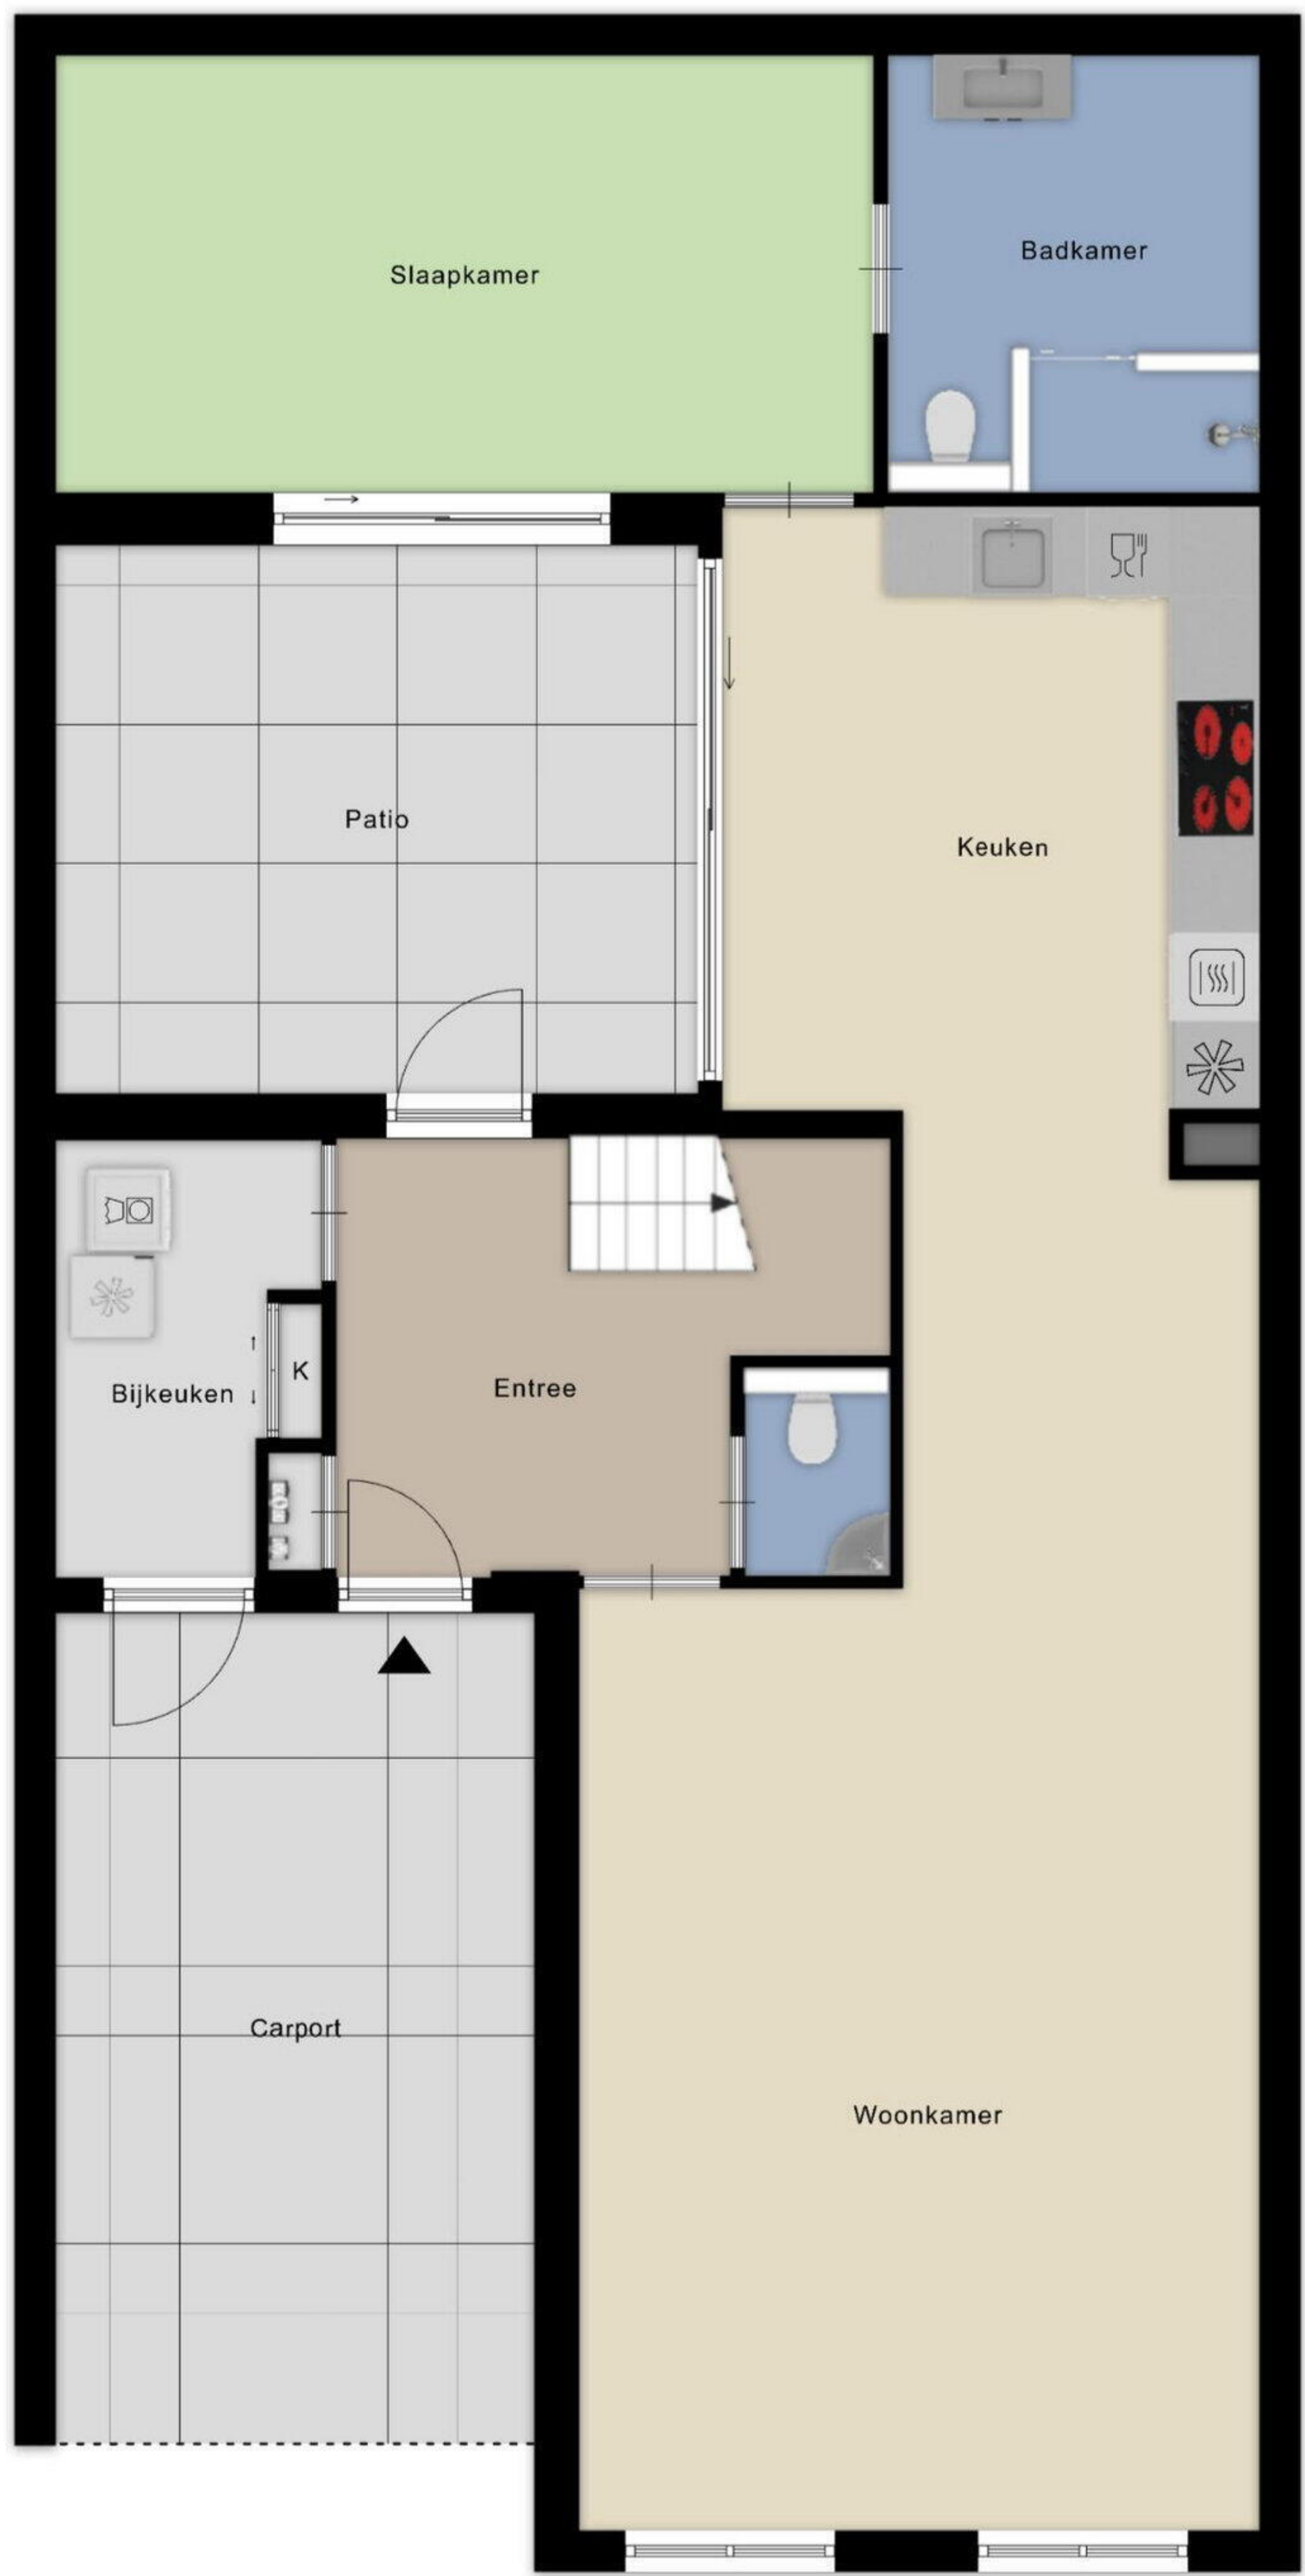 Slaapkamer
Badkamer
Patio
Keuken
K
Bijkeuken
Entree
Carport
Woonkamer